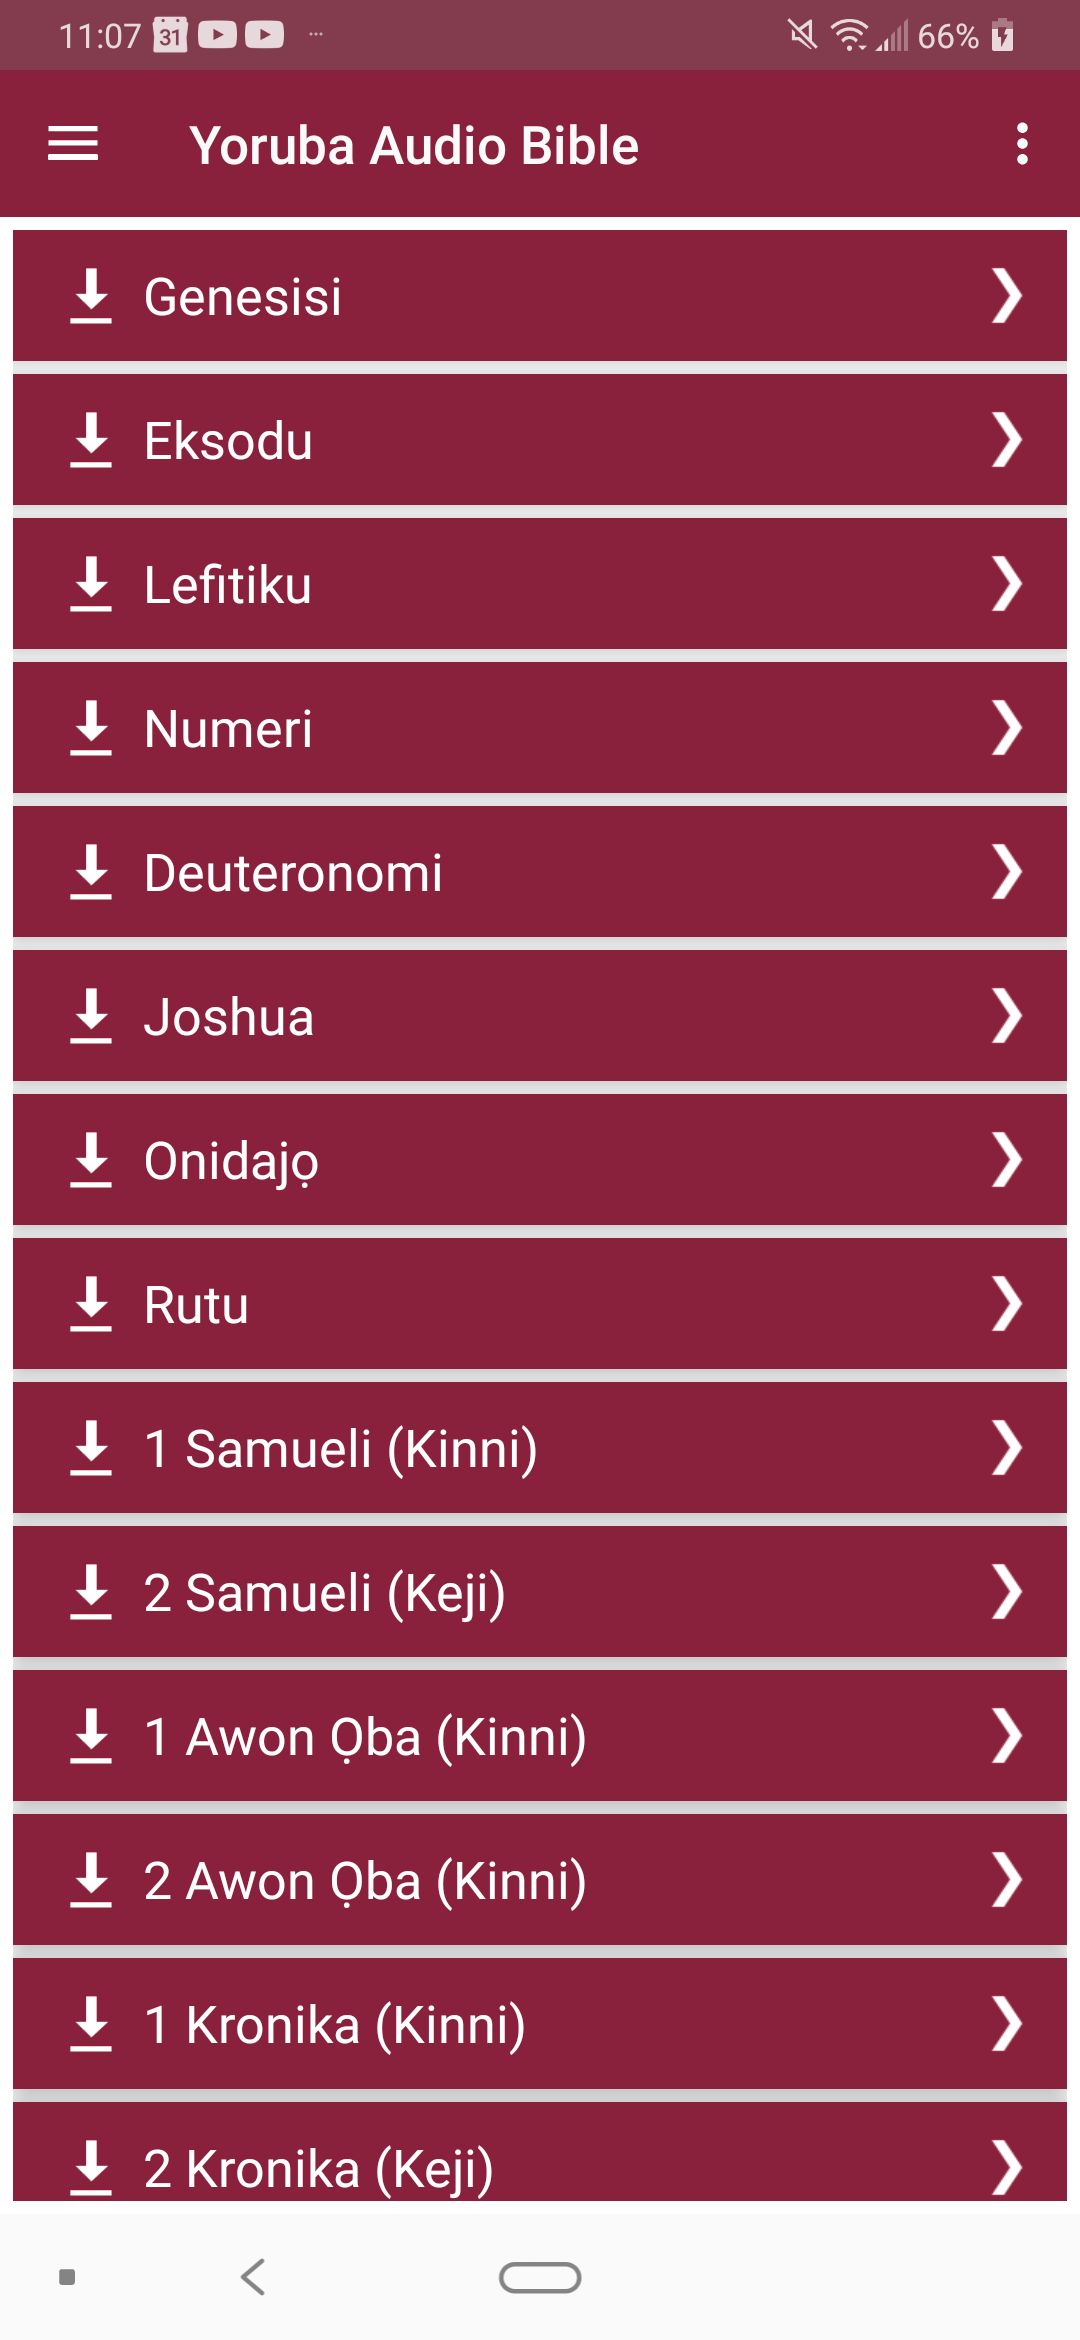 11:07 31 66%
Yoruba Audio Bible
Genesisi
Eksodu
Lefitiku
Numeri
Deuteronomi
Joshua
Onidajọ
Rutu
1 Samueli (Kinni)
2 Samueli (Keji)
1 Awon Ọba (Kinni)
2 Awon Ọba (Kinni)
1 Kronika (Kinni)
2 Kronika (Keji)